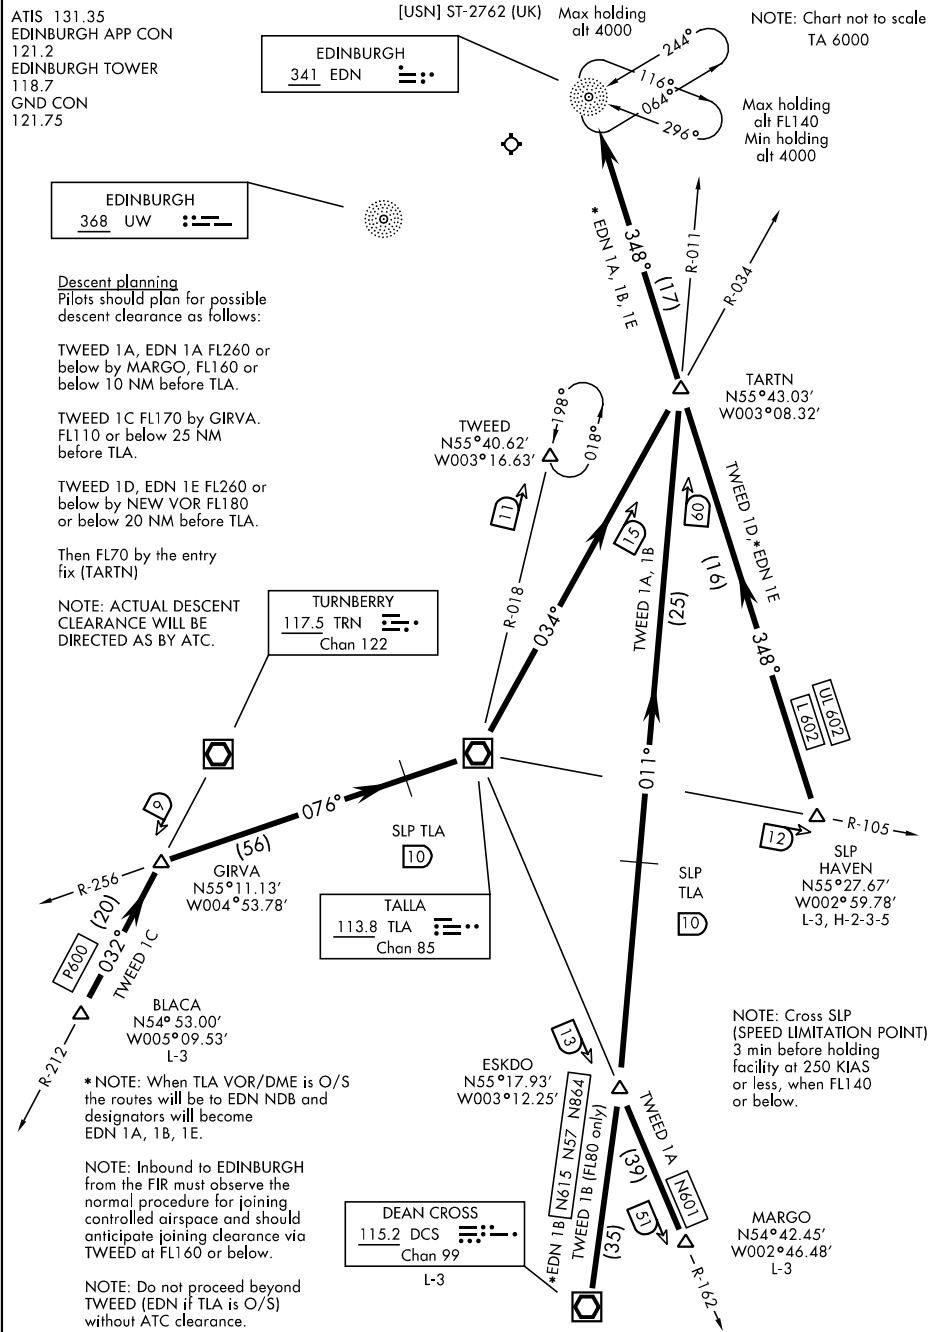 ATIS 131.35
EDINBURGH APP CON
121.2
EDINBURGH TOWER
118.7
GND CON
121.75
[USN] ST-2762 (UK)
Max holding
alt 4000
NOTE: Chart not to scale
TA 6000
EDINBURGH
341 EDN
244°
116°
064°
296°
Max holding
alt FL140
Min holding
alt 4000
EDINBURGH
368 UW
* EDN 1A, 1B, 1E
348°
(17)
R-011
R-034
Descent planning
Pilots should plan for possible
descent clearance as follows:
TWEED 1A, EDN 1A FL260 or
below by MARGO, FL160 or
below 10 NM before TLA.
TWEED 1C FL170 by GIRVA.
FL110 or below 25 NM
before TLA.
TWEED 1D, EDN 1E FL260 or
below by NEW VOR FL180
or below 20 NM before TLA.
Then FL70 by the entry
fix (TARTN)
NOTE: ACTUAL DESCENT
CLEARANCE WILL BE
DIRECTED AS BY ATC.
TARTN
N55°43.03'
W003°08.32'
TWEED
N55°40.62'
W003°16.63'
198°
018°
11
15
60
R-018
034°
TWEED 1A, 1B
(25)
(16)
TWEED 1D,*EDN 1E
348°
L 602
UL 602
TURNBERRY
117.5 TRN
Chan 122
011°
9
076°
(56)
SLP TLA
10
12
R-105
SLP
HAVEN
N55°27.67'
W002°59.78'
L-3, H-2-3-5
SLP
TLA
10
R-256
GIRVA
N55°11.13'
W004°53.78'
TALLA
113.8 TLA
Chan 85
P600
(20)
032°
TWEED 1C
BLACA
N54° 53.00'
W005°09.53'
L-3
R-212
NOTE: Cross SLP
(SPEED LIMITATION POINT)
3 min before holding
facility at 250 KIAS
or less, when FL140
or below.
13
ESKDO
N55°17.93'
W003°12.25'
* NOTE: When TLA VOR/DME is O/S
the routes will be to EDN NDB and
designators will become
EDN 1A, 1B, 1E.
NOTE: Inbound to EDINBURGH
from the FIR must observe the
normal procedure for joining
controlled airspace and should
anticipate joining clearance via
TWEED at FL160 or below.
NOTE: Do not proceed beyond
TWEED (EDN if TLA is O/S)
without ATC clearance.
*EDN 1B N615 N57 N864
TWEED 1B (FL80 only)
(35)
TWEED 1A
(39)
N601
51
DEAN CROSS
115.2 DCS
Chan 99
L-3
MARGO
N54°42.45'
W002°46.48'
L-3
R-162